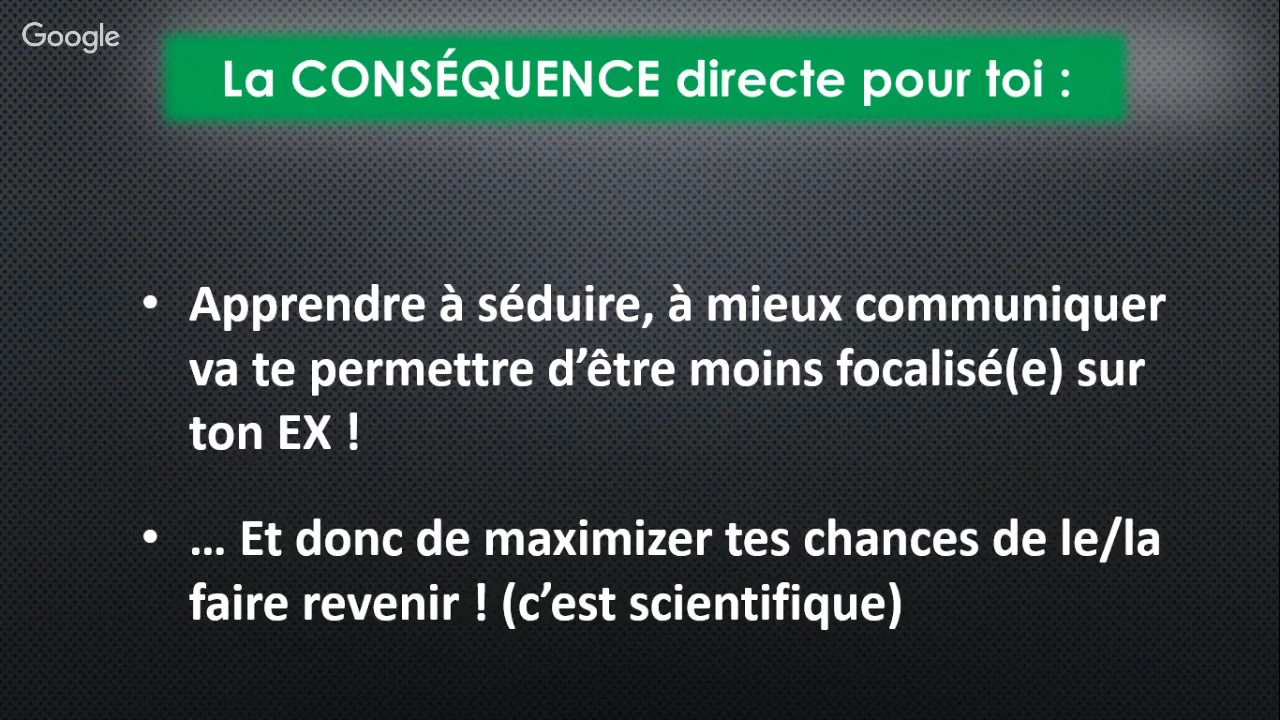 Google
La CONSÉQUENCE directe pour toi :
• Apprendre à séduire, à mieux communiquer
va te permettre d’être moins focalisé(e) sur
ton EX !
• … Et donc de maximizer tes chances de le/la
faire revenir ! (c’est scientifique)